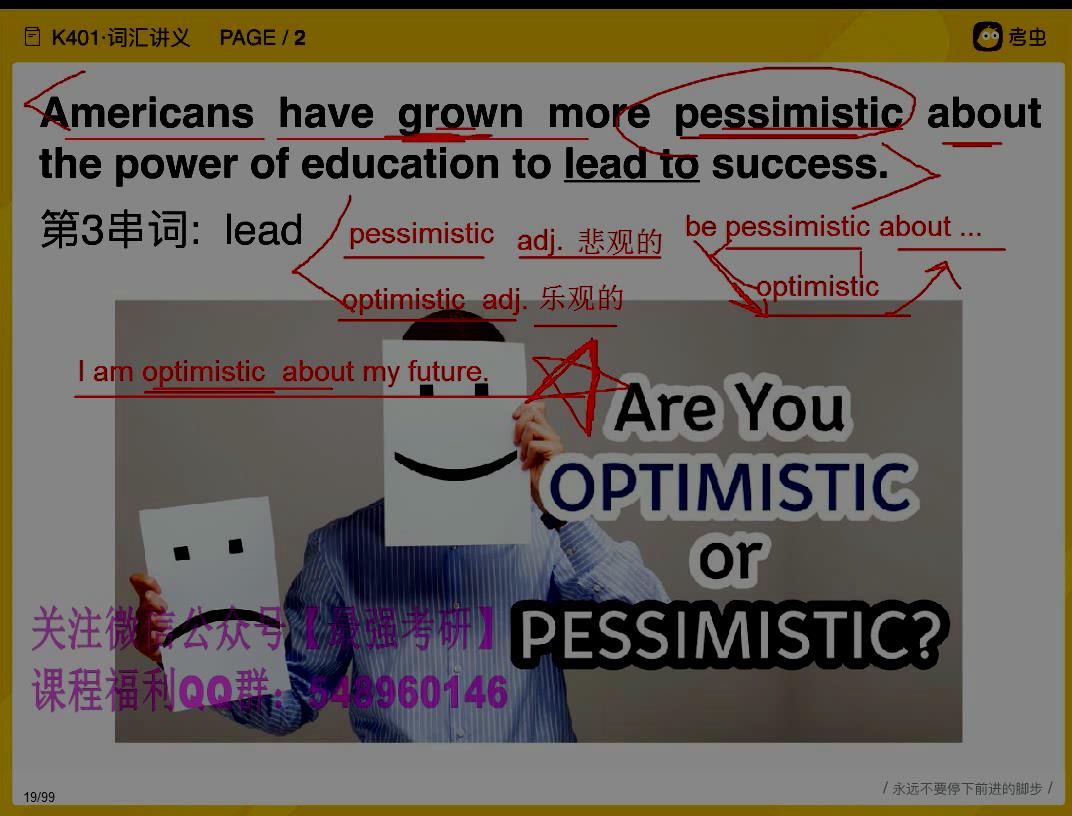 K401·词汇讲义 PAGE / 2 考虫
Americans have grown more pessimistic about
the power of education to lead to success.
第3串词: lead
pessimistic adj. 悲观的
be pessimistic about ...
optimistic adj. 乐观的
optimistic
I am optimistic about my future.
Are You
OPTIMISTIC
or
PESSIMISTIC?
关注微信公众号【最强考研】
课程福利QQ群：548960146
19/99
/ 永远不要停下前进的脚步 /